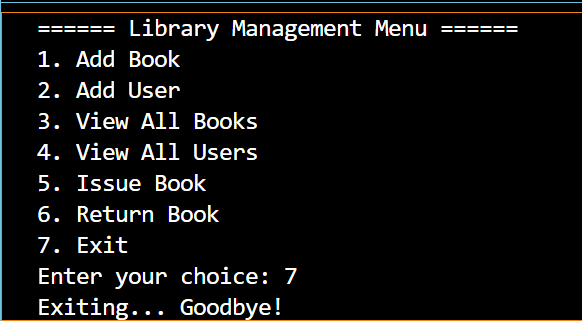 ====== Library Management Menu ======
1. Add Book
2. Add User
3. View All Books
4. View All Users
5. Issue Book
6. Return Book
7. Exit
Enter your choice: 7
Exiting... Goodbye!